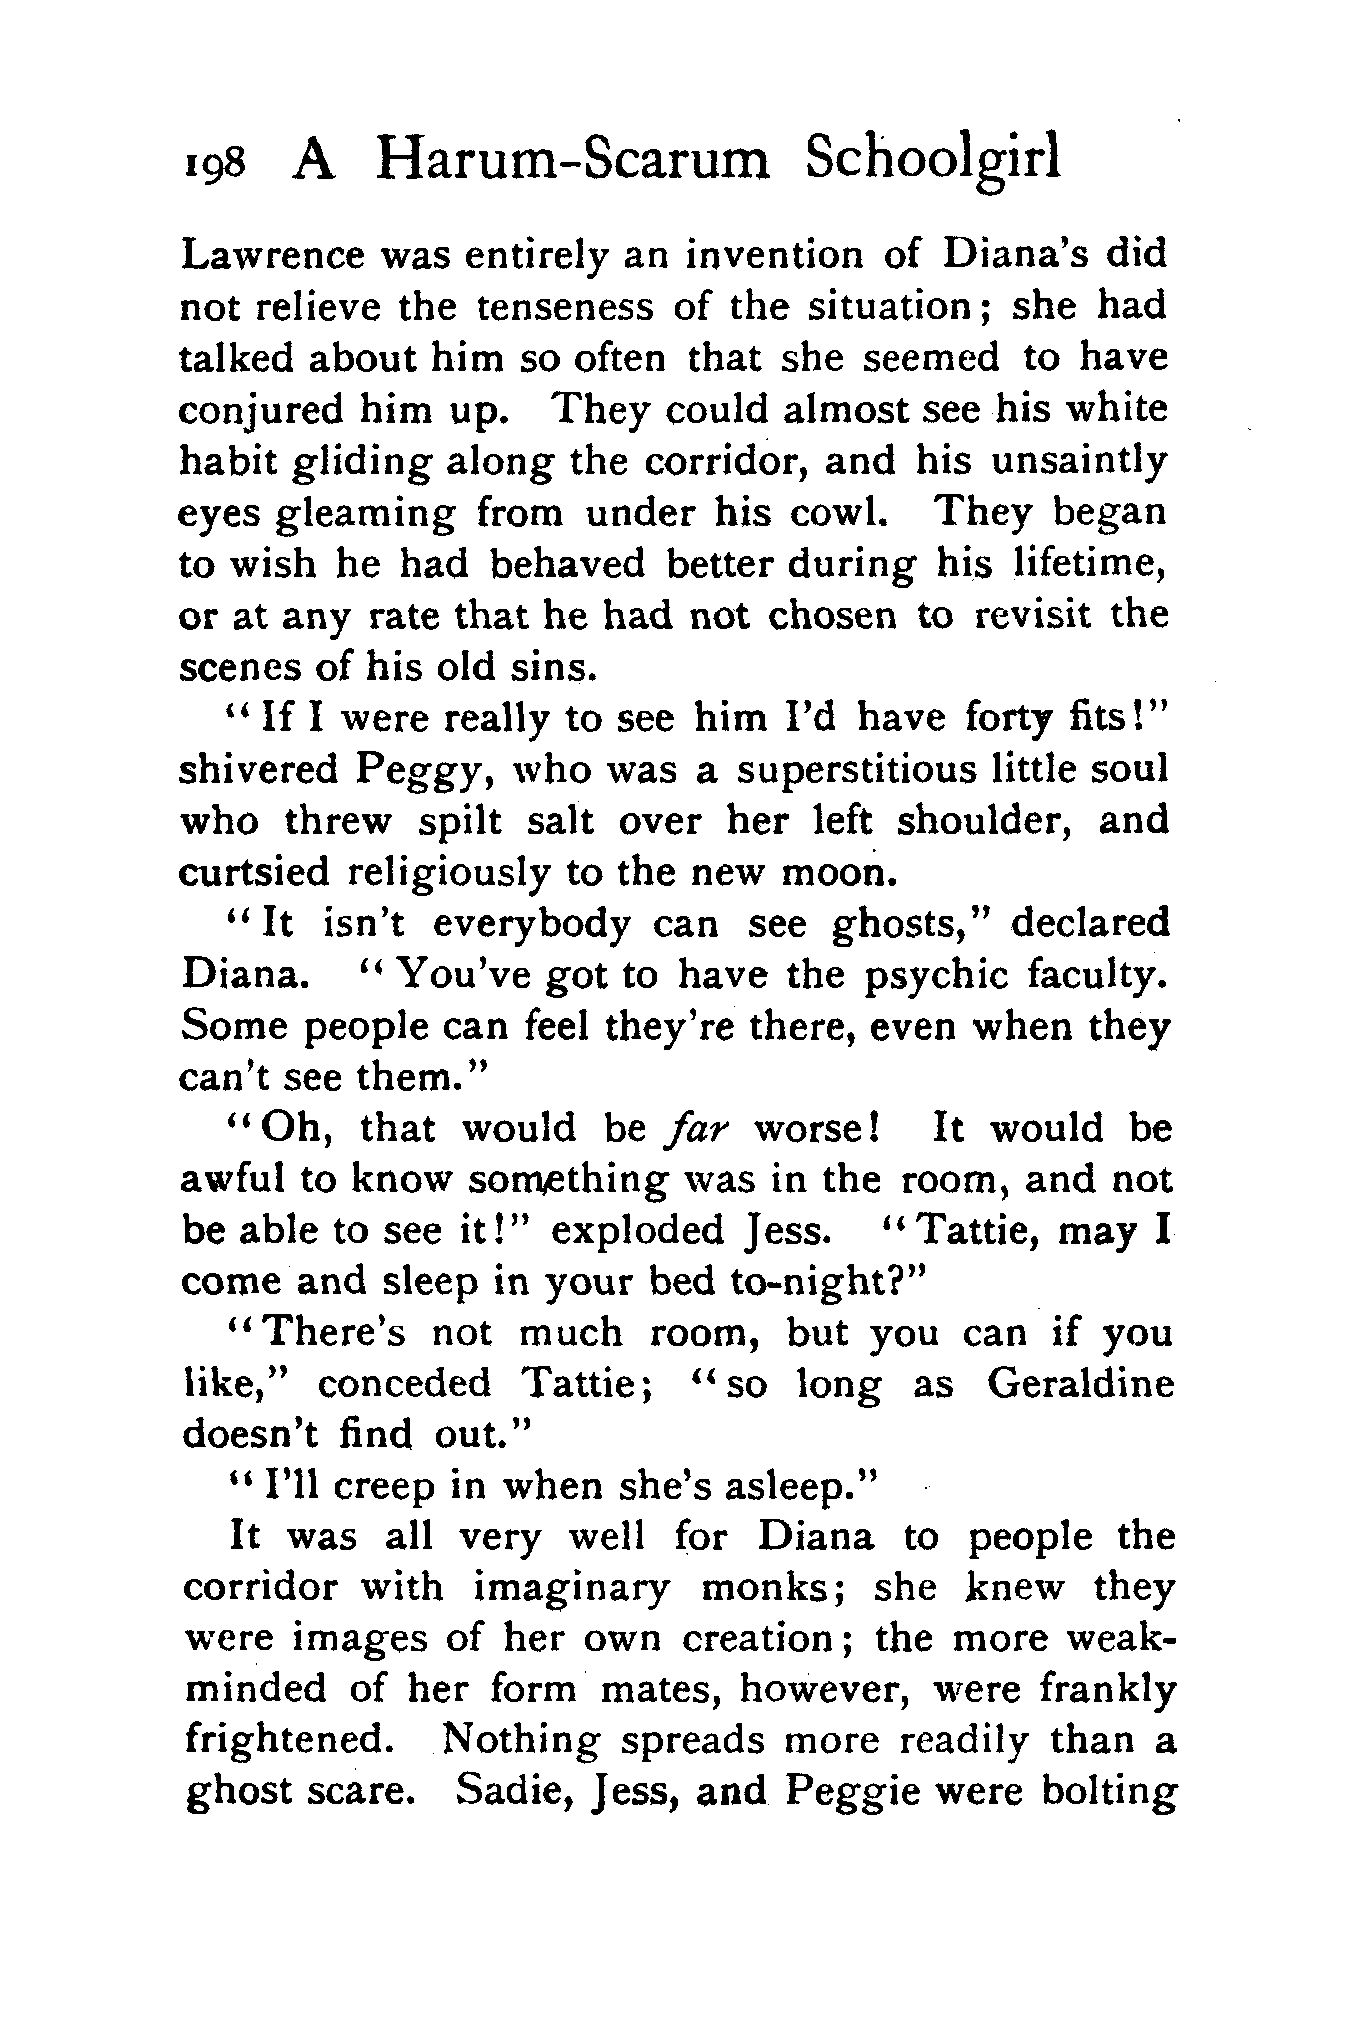 198 A Harum-Scarum Schoolgirl
Lawrence was entirely an invention of Diana's did
not relieve the tenseness of the situation; she had
talked about him so often that she seemed to have
conjured him up. They could almost see his white
habit gliding along the corridor, and his unsaintly
eyes gleaming from under his cowl. They began
to wish he had behaved better during his lifetime,
or at any rate that he had not chosen to revisit the
scenes of his old sins.
"If I were really to see him I'd have forty fits!"
shivered Peggy, who was a superstitious little soul
who threw spilt salt over her left shoulder, and
curtsied religiously to the new moon.
"It isn't everybody can see ghosts," declared
Diana. "You've got to have the psychic faculty.
Some people can feel they're there, even when they
can't see them."
"Oh, that would be far worse! It would be
awful to know something was in the room, and not
be able to see it!" exploded Jess. "Tattie, may I
come and sleep in your bed to-night?"
"There's not much room, but you can if you
like," conceded Tattie; "so long as Geraldine
doesn't find out."
"I'll creep in when she's asleep."
It was all very well for Diana to people the
corridor with imaginary monks; she knew they
were images of her own creation; the more weak-
minded of her form mates, however, were frankly
frightened. Nothing spreads more readily than a
ghost scare. Sadie, Jess, and Peggie were bolting